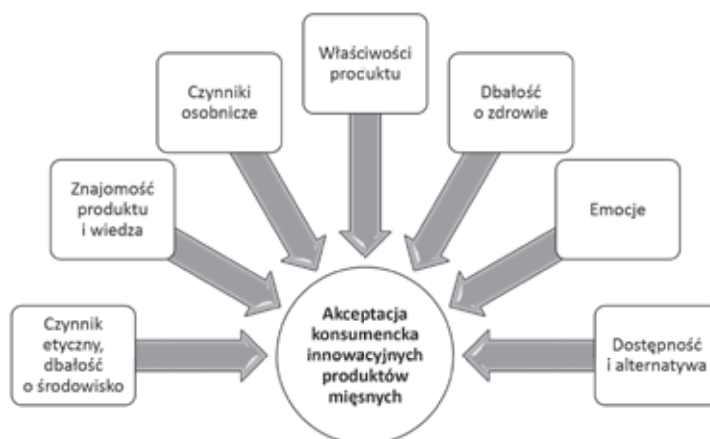 Właściwości
produktu
Czynniki
osobnicze
Dbałość
o zdrowie
Znajomość
produktu
i wiedza
Emocje
Czynnik
etyczny,
dbałość
o środowisko
Akceptacja
konsumencka
innowacyjnych
produktów
mięsnych
Dostępność
i alternatywa